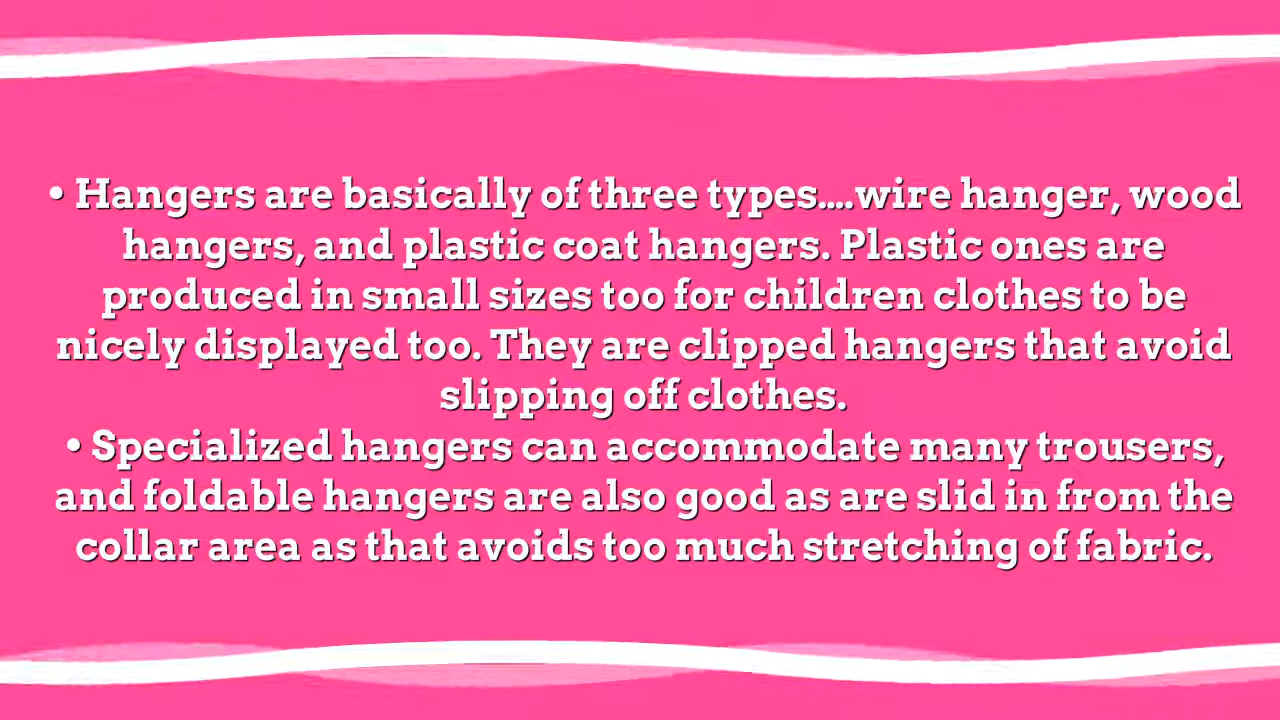 • Hangers are basically of three types....wire hanger, wood
hangers, and plastic coat hangers. Plastic ones are
produced in small sizes too for children clothes to be
nicely displayed too. They are clipped hangers that avoid
slipping off clothes.
• Specialized hangers can accommodate many trousers,
and foldable hangers are also good as are slid in from the
collar area as that avoids too much stretching of fabric.